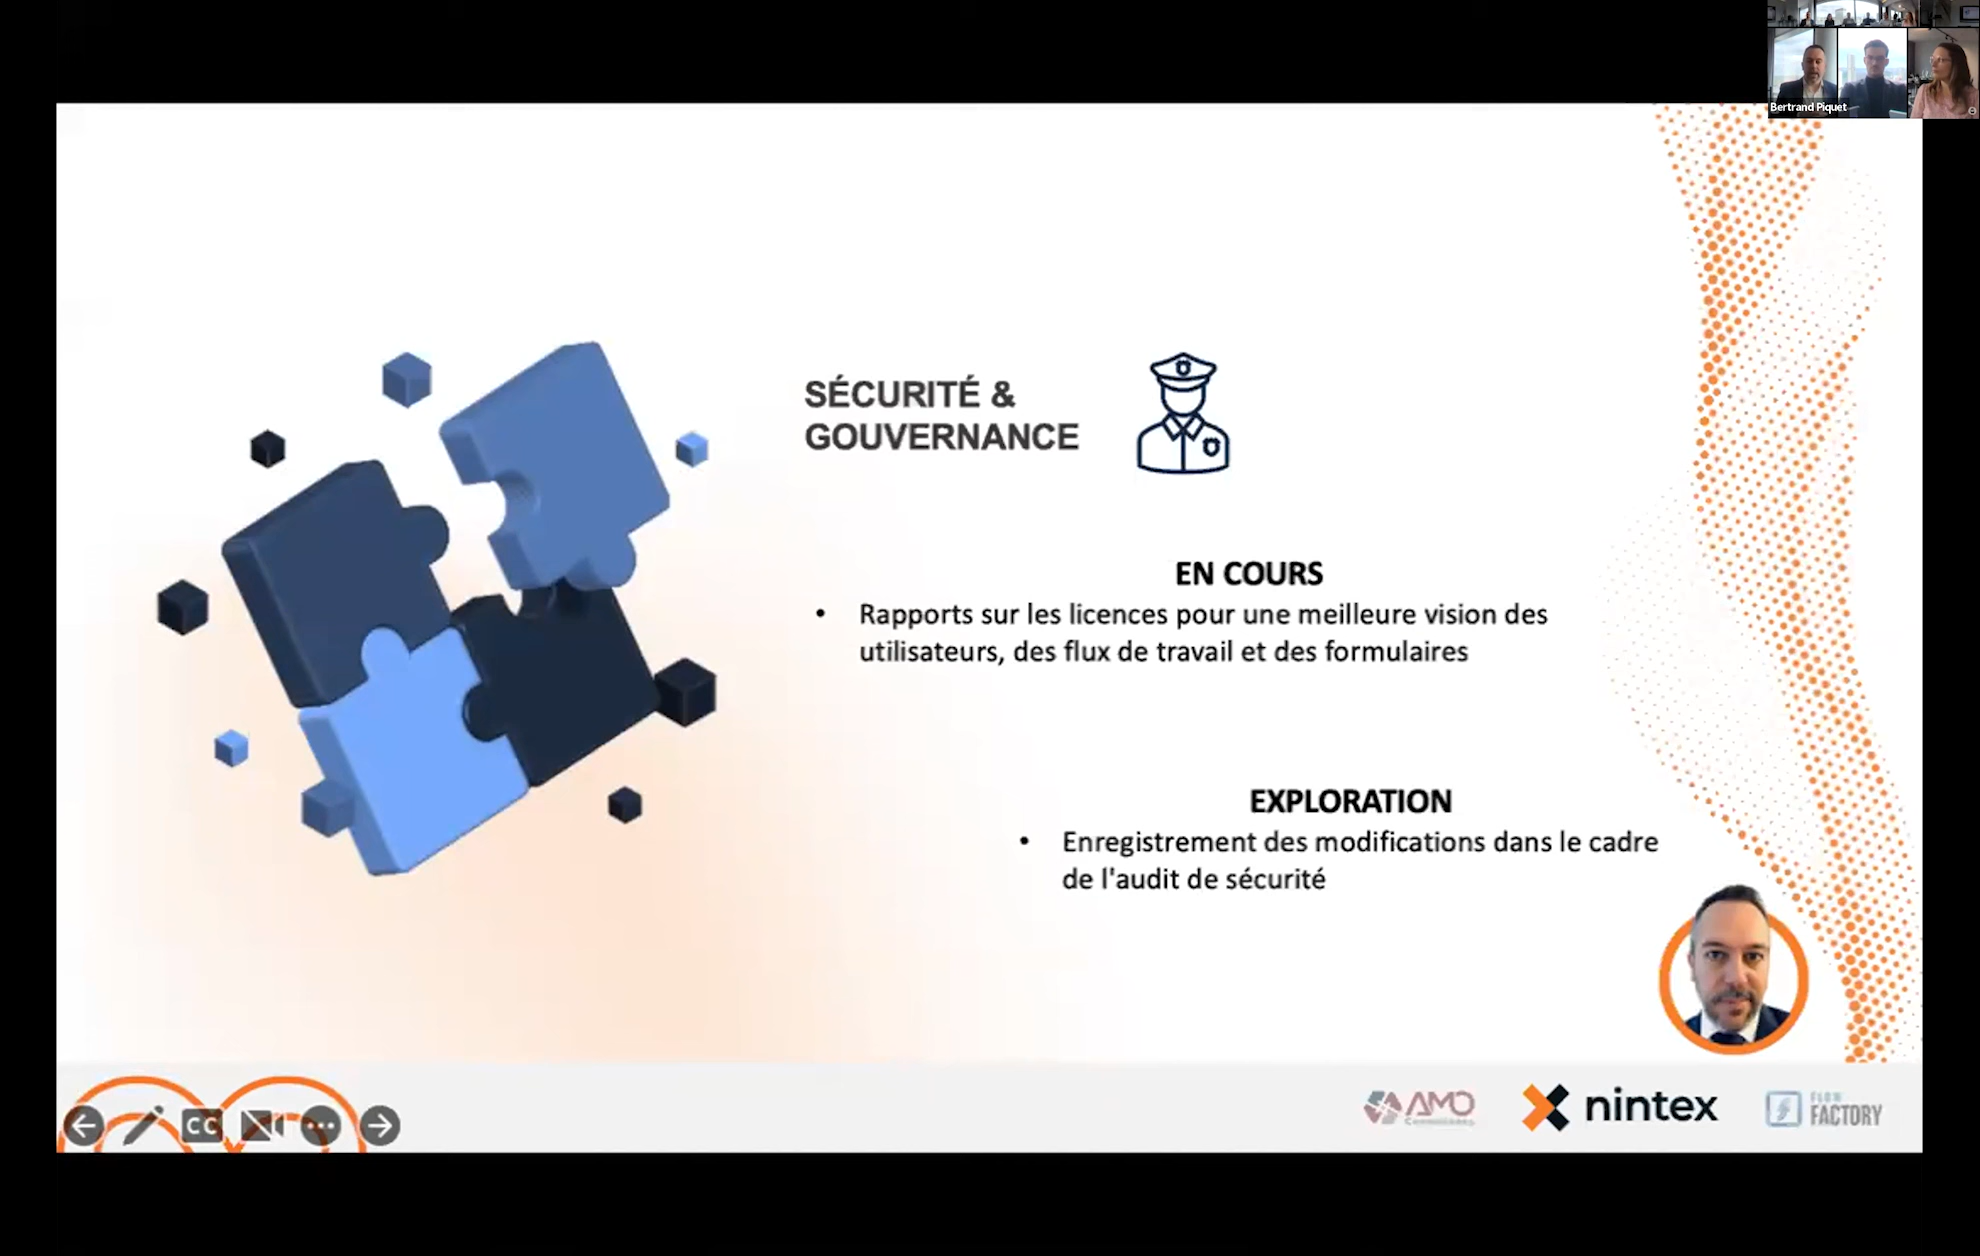 Bertrand Piquet
SÉCURITÉ &
GOUVERNANCE
EN COURS
• Rapports sur les licences pour une meilleure vision des
utilisateurs, des flux de travail et des formulaires
EXPLORATION
• Enregistrement des modifications dans le cadre
de l'audit de sécurité
CC
AMO
nintex
FLOW
FACTORY